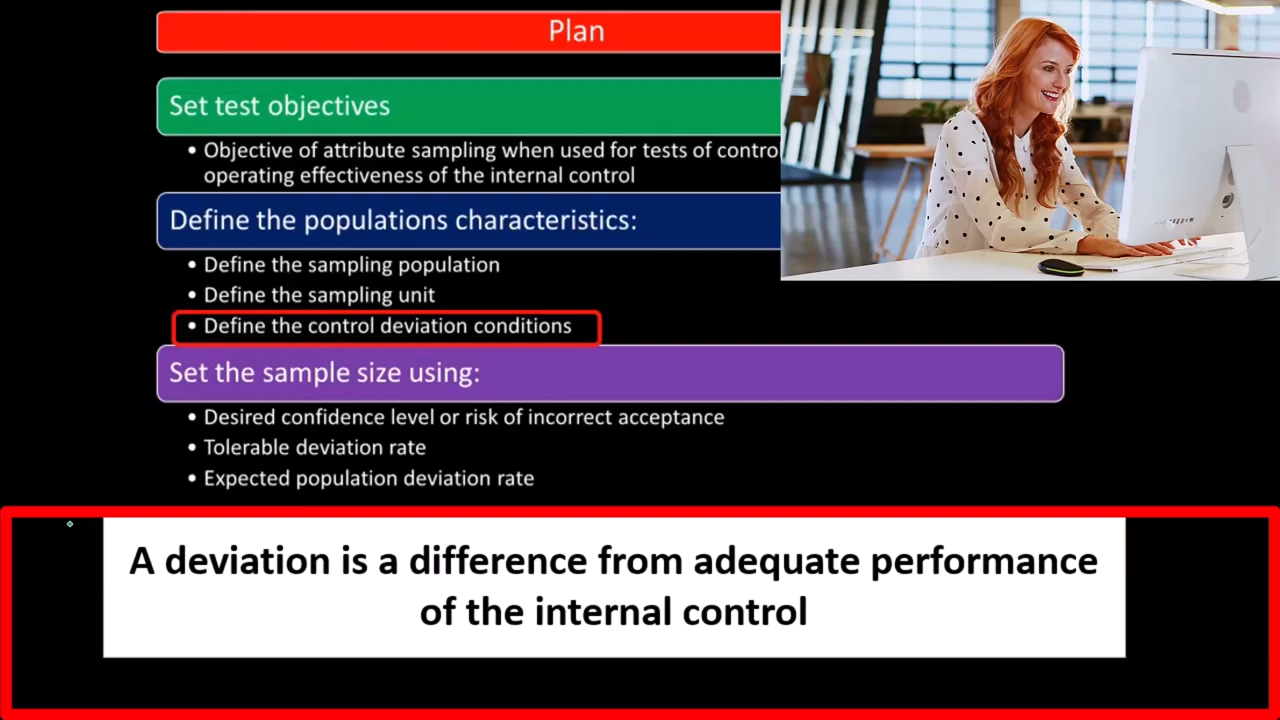 Plan
Set test objectives
• Objective of attribute sampling when used for tests of contro
operating effectiveness of the internal control
Define the populations characteristics:
• Define the sampling population
• Define the sampling unit
• Define the control deviation conditions
Set the sample size using:
• Desired confidence level or risk of incorrect acceptance
• Tolerable deviation rate
• Expected population deviation rate
A deviation is a difference from adequate performance
of the internal control